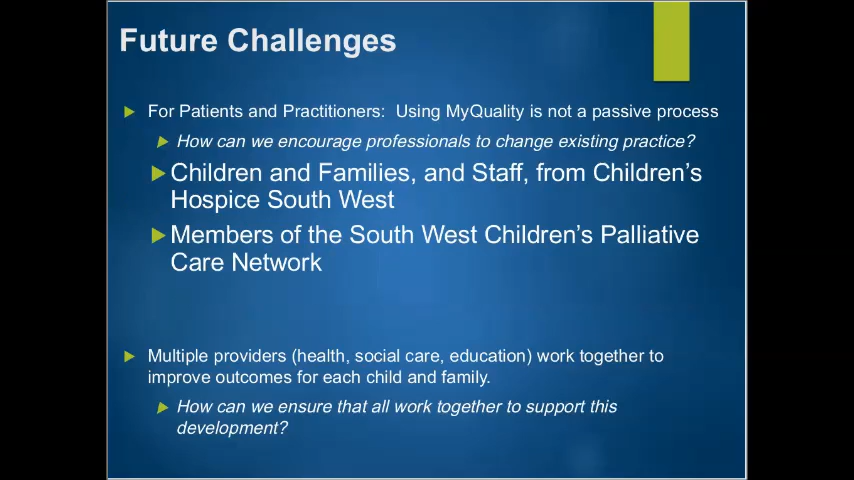 Future Challenges
For Patients and Practitioners: Using MyQuality is not a passive process
How can we encourage professionals to change existing practice?
Children and Families, and Staff, from Children's
Hospice South West
Members of the South West Children's Palliative
Care Network
Multiple providers (health, social care, education) work together to
improve outcomes for each child and family.
How can we ensure that all work together to support this
development?